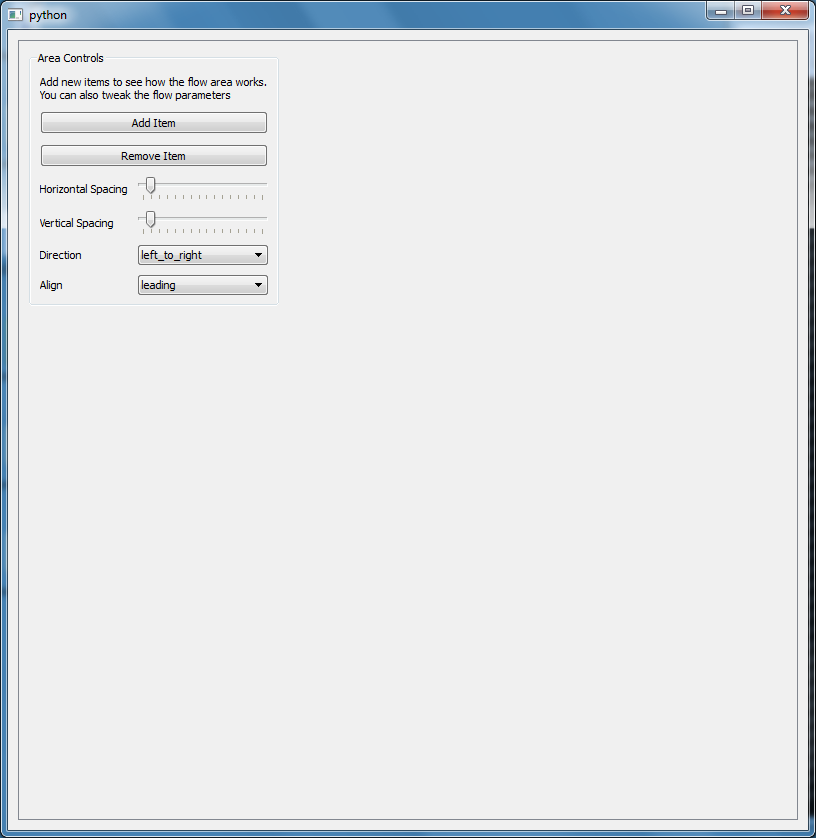 python
Area Controls
Add new items to see how the flow area works.
You can also tweak the flow parameters
Add Item
Remove Item
Horizontal Spacing
Vertical Spacing
Direction
left_to_right
Align
leading